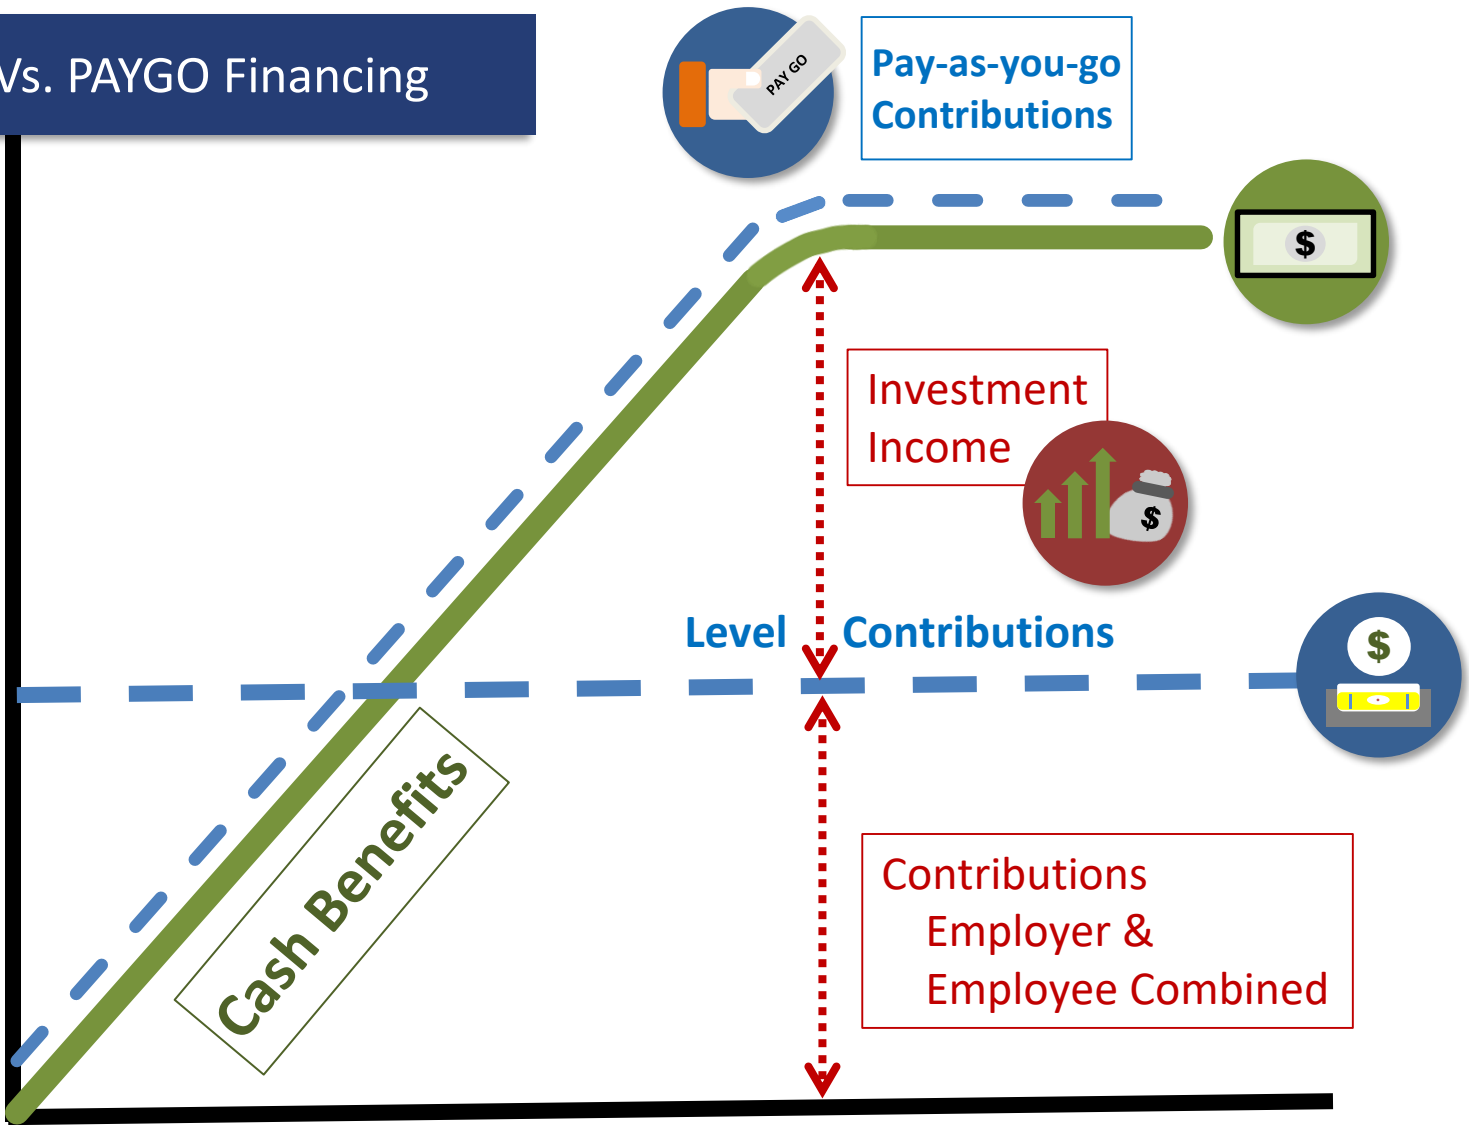 Vs. PAYGO Financing
PAY GO
Pay-as-you-go
Contributions
$
Investment
Income
$
Level Contributions
$
Cash Benefits
Contributions
Employer &
Employee Combined